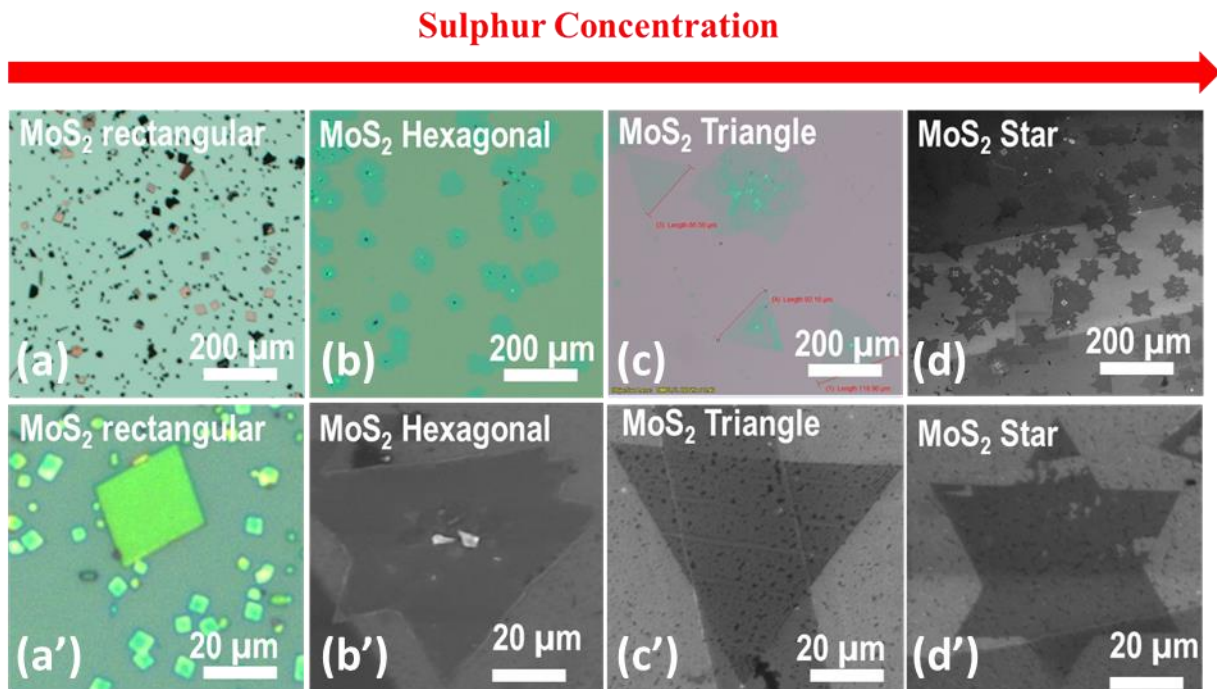 Sulphur Concentration
MoS₂ rectangular
MoS₂ Hexagonal
MoS₂ Triangle
MoS₂ Star
(a)
200 μm
(b)
200 μm
(c)
200 μm
(d)
200 μm
MoS₂ rectangular
MoS₂ Hexagonal
MoS₂ Triangle
MoS₂ Star
(a')
20 μm
(b')
20 μm
(c')
20 μm
(d')
20 μm